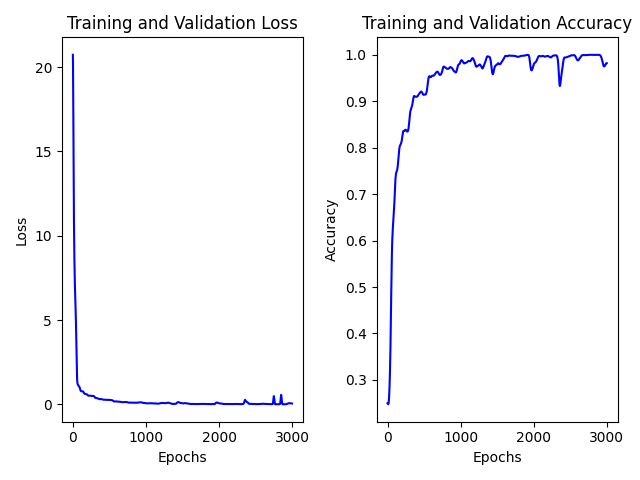 Training and Validation Loss
Loss
20
15
10
5
0
0 1000 2000 3000
Epochs
Training and Validation Accuracy
Accuracy
1.0
0.9
0.8
0.7
0.6
0.5
0.4
0.3
0 1000 2000 3000
Epochs